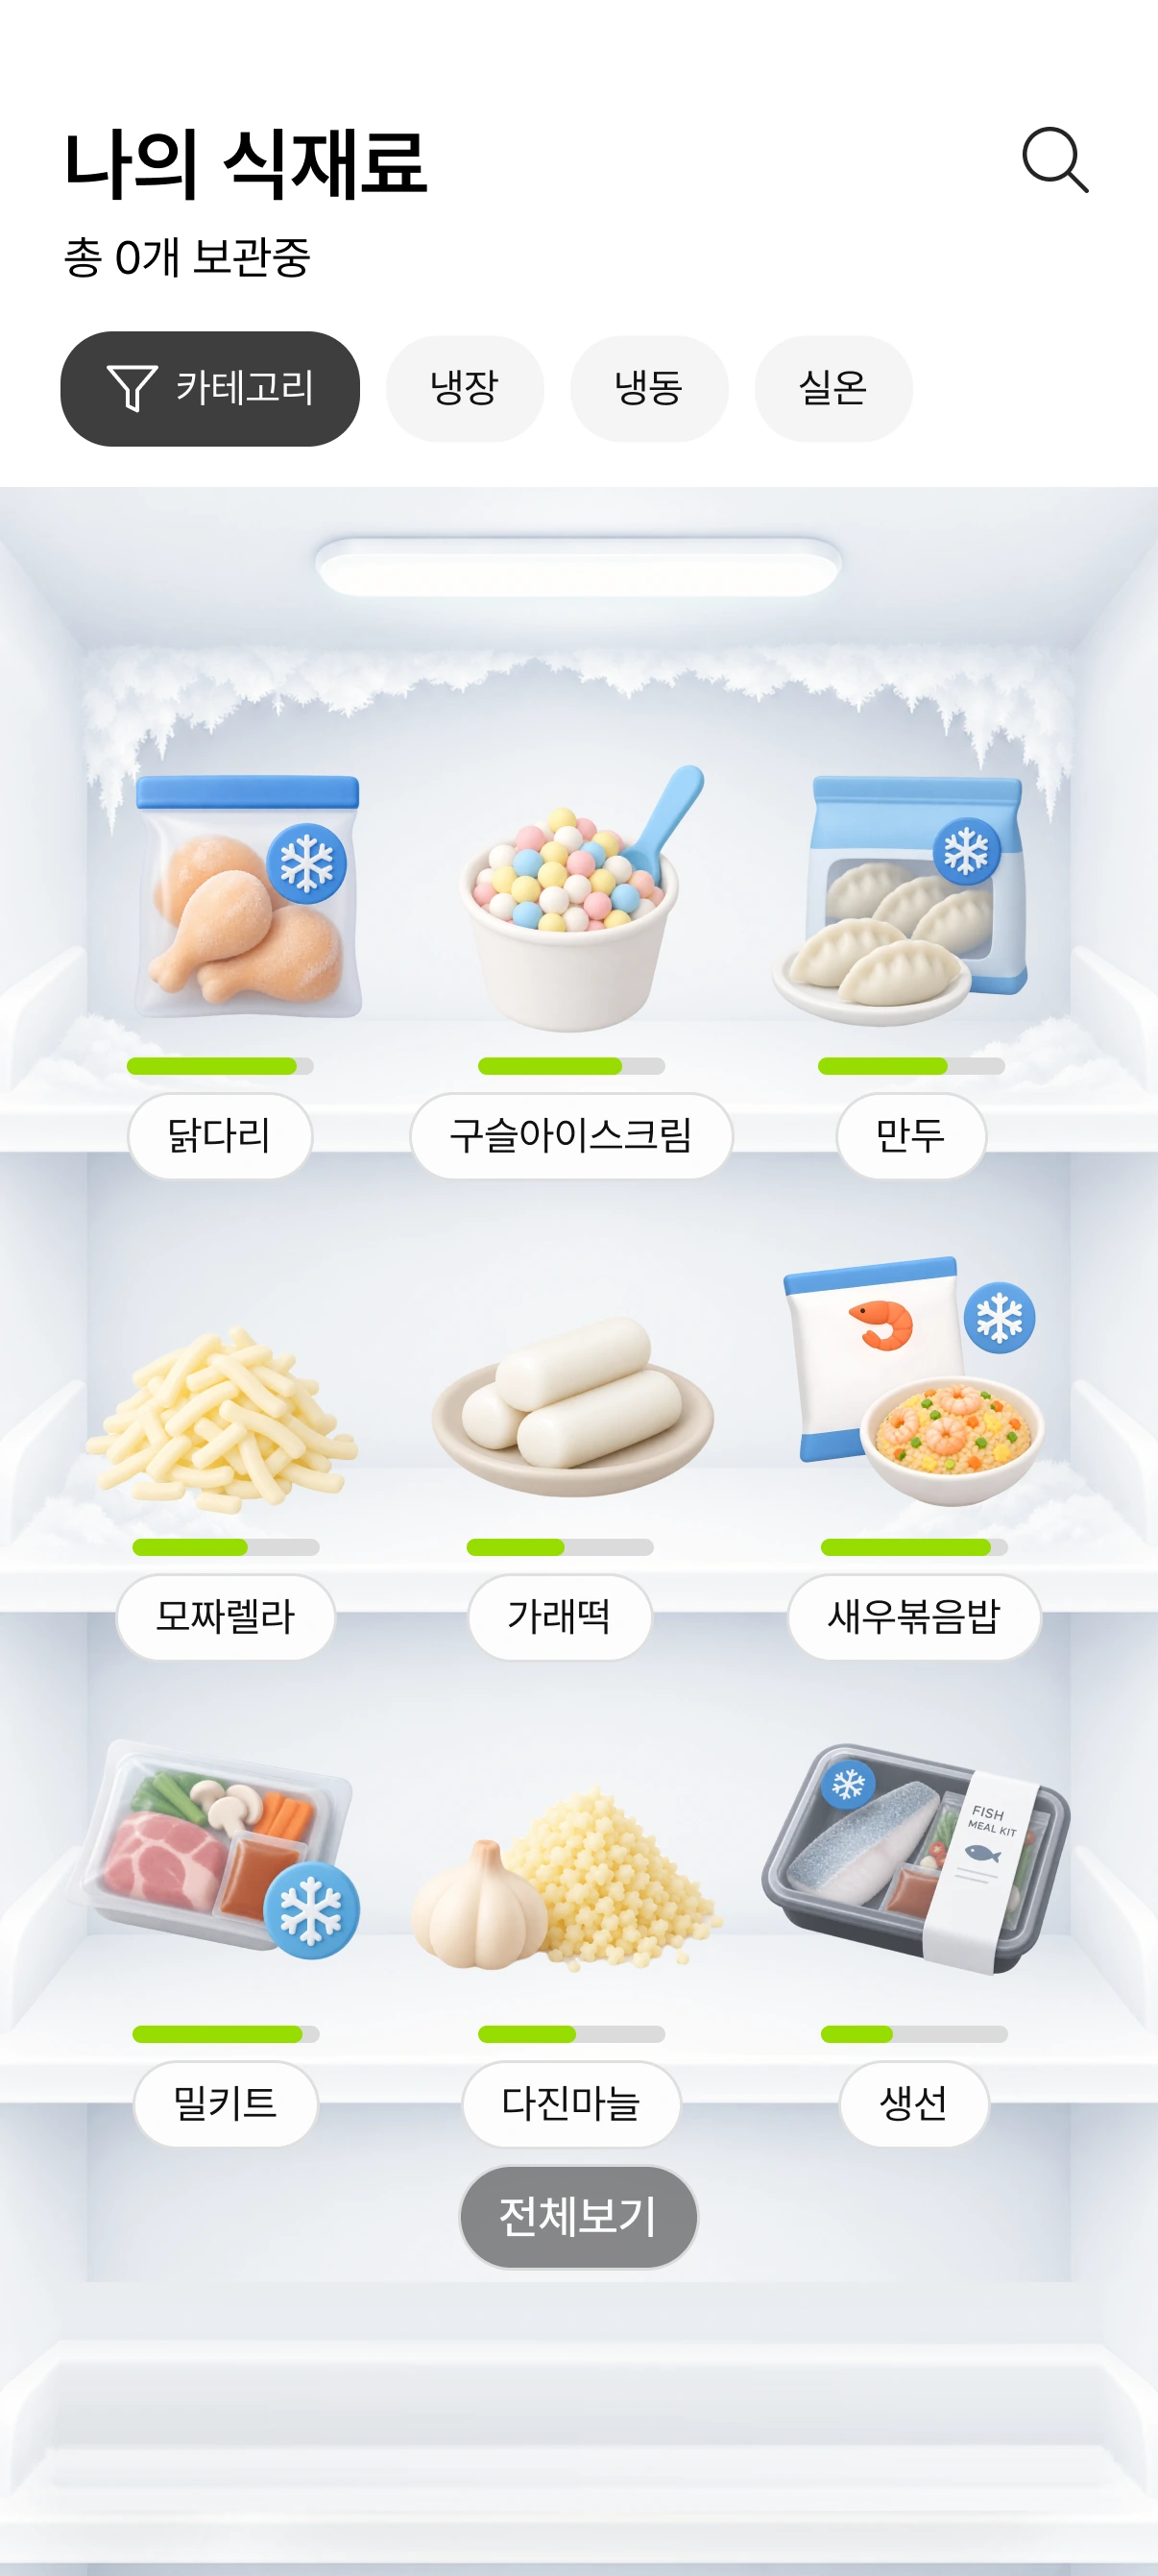 나의 식재료
총 0개 보관중
카테고리 냉장 냉동 실온
닭다리 구슬아이스크림 만두
모짜렐라 가래떡 새우볶음밥
FISH
MEAL KIT
밀키트 다진마늘 생선
전체보기